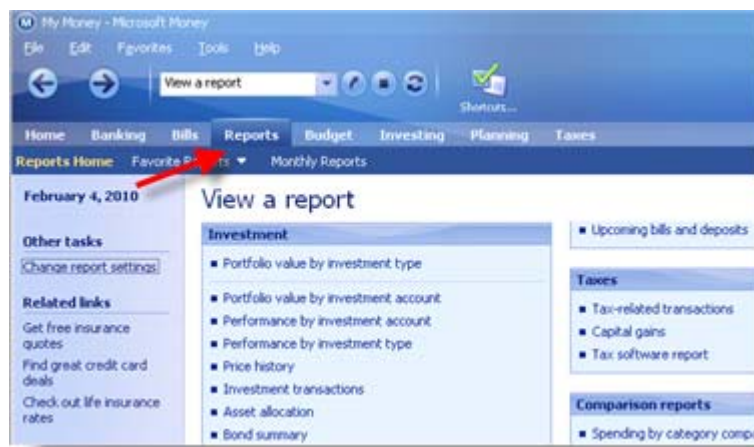 My Money - Microsoft Money
File Edit Favorites Tools Help
View a report
Shortcuts...
Home Banking Bills Reports Budget Investing Planning Taxes
Reports Home Favorite Reports Monthly Reports
February 4, 2010
Other tasks
Change report settings
Related links
Get free insurance
quotes
Find great credit card
deals
Check out life insurance
rates
View a report
Investment
Portfolio value by investment type
Portfolio value by investment account
Performance by investment account
Performance by investment type
Price history
Investment transactions
Asset allocation
Bond summary
Upcoming bills and deposits
Taxes
Tax-related transactions
Capital gains
Tax software report
Comparison reports
Spending by category comp